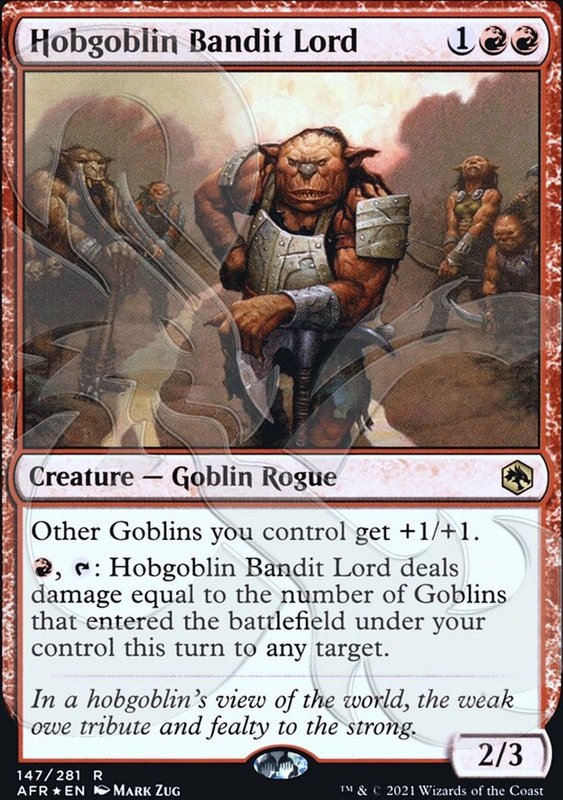 Hobgoblin Bandit Lord 1
Creature — Goblin Rogue
Other Goblins you control get +1/+1.
, : Hobgoblin Bandit Lord deals
damage equal to the number of Goblins
that entered the battlefield under your
control this turn to any target.
In a hobgoblin's view of the world, the weak
owe tribute and fealty to the strong.
2/3
147/281 R
AFR★EN Mark Zug
™ & © 2021 Wizards of the Coast